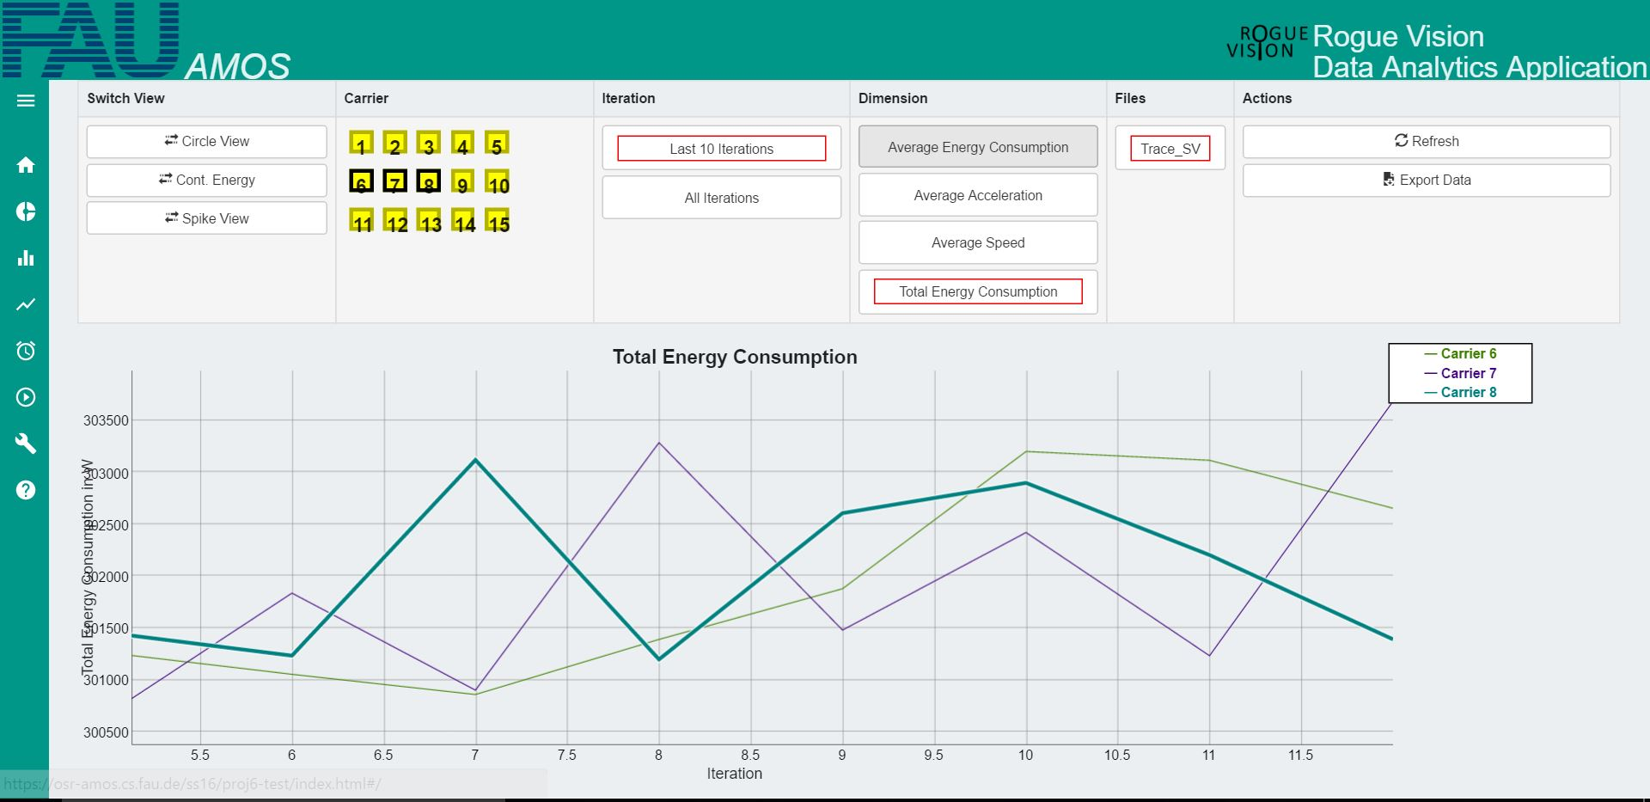 FAU AMOS
ROGUE VISION
Rogue Vision
Data Analytics Application
Switch View
Carrier
Iteration
Dimension
Files
Actions
Circle View
Cont. Energy
Spike View
1 2 3 4 5
6 7 8 9 10
11 12 13 14 15
Last 10 Iterations
All Iterations
Average Energy Consumption
Average Acceleration
Average Speed
Total Energy Consumption
Trace_SV
Refresh
Export Data
Total Energy Consumption
— Carrier 6
— Carrier 7
— Carrier 8
Total Energy Consumption in W
303500
303000
302500
302000
301500
301000
300500
5.5 6 6.5 7 7.5 8 8.5 9 9.5 10 10.5 11 11.5
Iteration
https://osr-amos.cs.fau.de/ss16/proj6-test/index.html#/